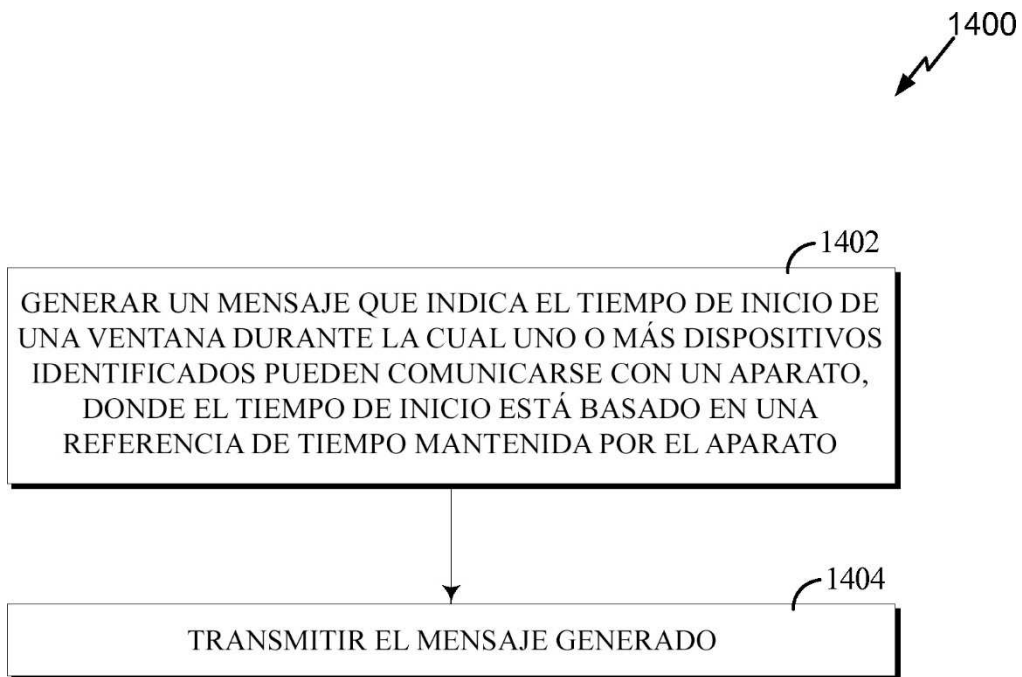 1400
1402
GENERAR UN MENSAJE QUE INDICA EL TIEMPO DE INICIO DE
UNA VENTANA DURANTE LA CUAL UNO O MÁS DISPOSITIVOS
IDENTIFICADOS PUEDEN COMUNICARSE CON UN APARATO,
DONDE EL TIEMPO DE INICIO ESTÁ BASADO EN UNA
REFERENCIA DE TIEMPO MANTENIDA POR EL APARATO
1404
TRANSMITIR EL MENSAJE GENERADO